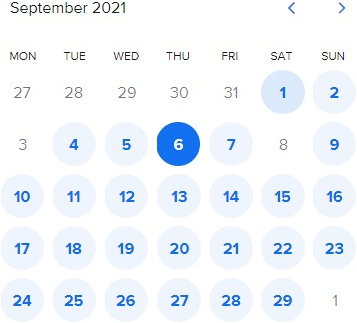 September 2021
MON TUE WED THU FRI SAT SUN
27 28 29 30 31 1 2
3 4 5 6 7 8 9
10 11 12 13 14 15 16
17 18 19 20 21 22 23
24 25 26 27 28 29 1